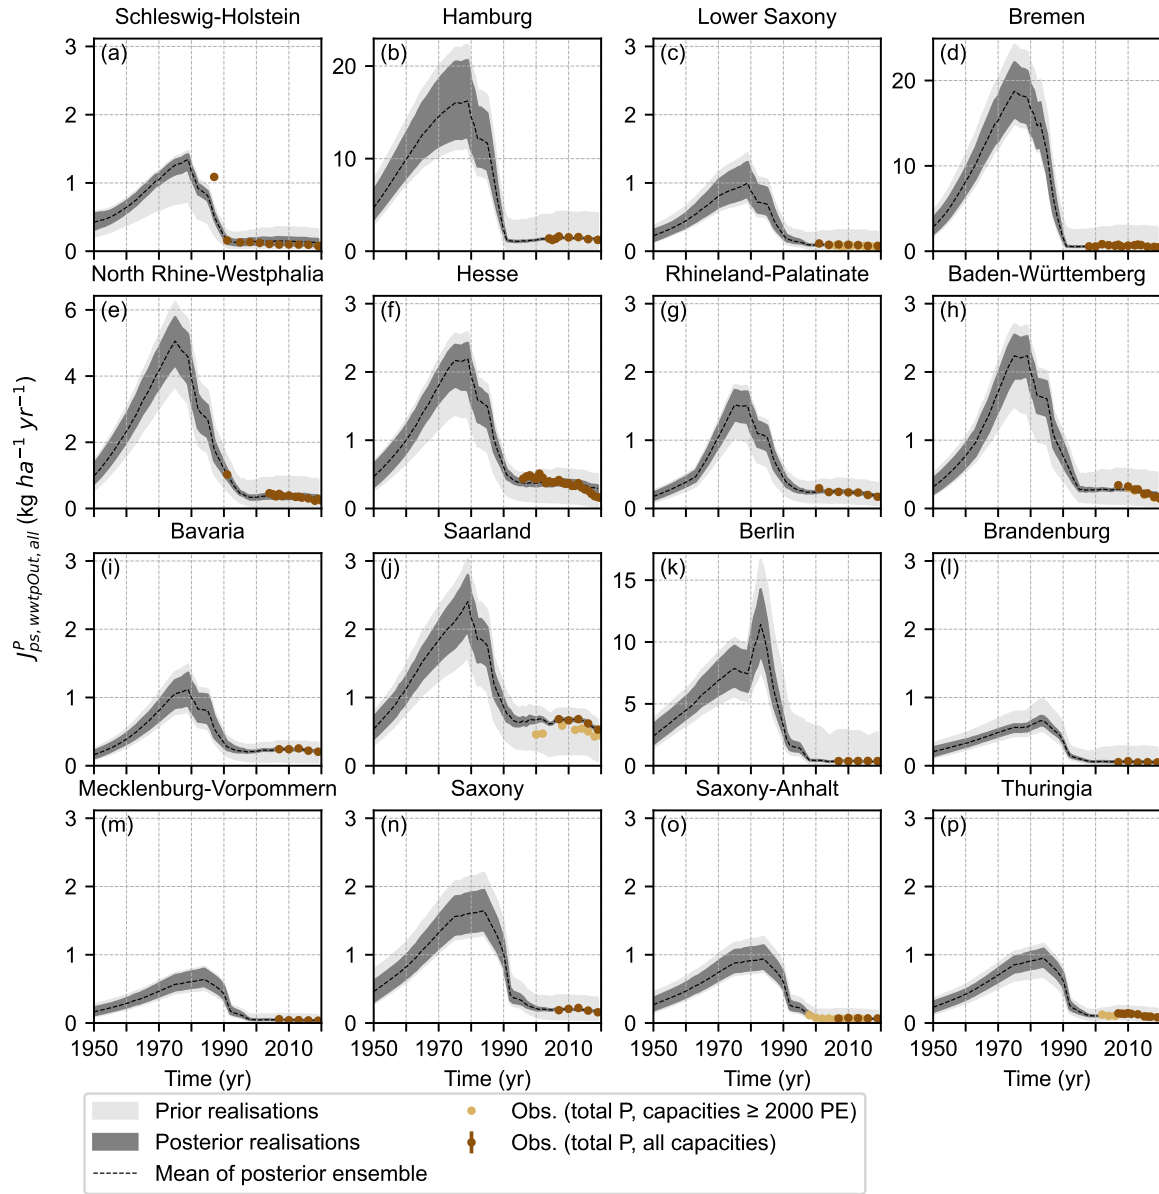 Schleswig-Holstein Hamburg Lower Saxony Bremen
(a) (b) (c) (d)
3 20 3 20
2 2
10 10
1 1
0 0 0 0
North Rhine-Westphalia Hesse Rhineland-Palatinate Baden-Württemberg
(e) (f) (g) (h)
6 3 3 3
4 2 2 2
2 1 1 1
0 0 0 0
J^P_ps, wwtpOut, all (kg ha⁻¹ yr⁻¹)
Bavaria Saarland Berlin Brandenburg
(i) (j) (k) (l)
3 3 15 3
2 2 10 2
1 1 5 1
0 0 0 0
Mecklenburg-Vorpommern Saxony Saxony-Anhalt Thuringia
(m) (n) (o) (p)
3 3 3 3
2 2 2 2
1 1 1 1
0 0 0 0
1950 1970 1990 2010 1950 1970 1990 2010 1950 1970 1990 2010 1950 1970 1990 2010
Time (yr) Time (yr) Time (yr) Time (yr)
Prior realisations
Posterior realisations
Mean of posterior ensemble
Obs. (total P, capacities ≥ 2000 PE)
Obs. (total P, all capacities)